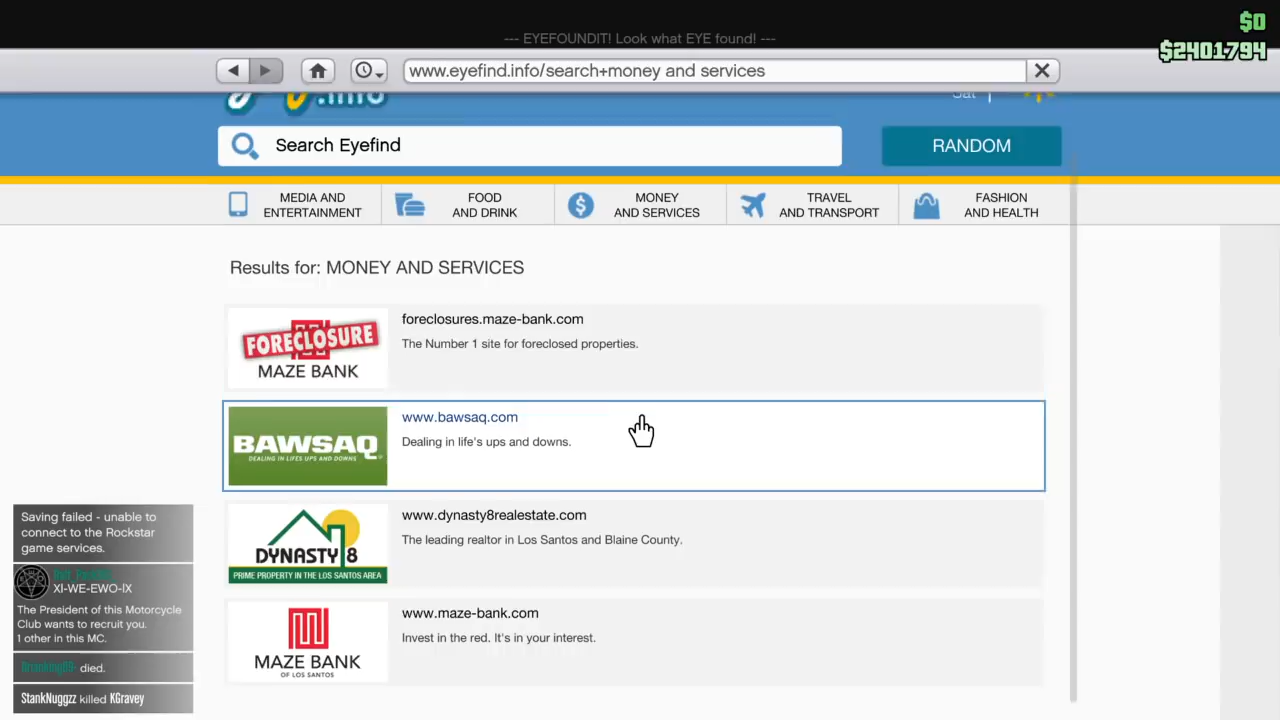 $0
$2401794
--- EYEFOUNDIT! Look what EYE found! ---
www.eyefind.info/search+money and services
.info
Sat
Search Eyefind
RANDOM
MEDIA AND
ENTERTAINMENT
FOOD
AND DRINK
MONEY
AND SERVICES
TRAVEL
AND TRANSPORT
FASHION
AND HEALTH
Results for: MONEY AND SERVICES
FORECLOSURE
MAZE BANK
foreclosures.maze-bank.com
The Number 1 site for foreclosed properties.
BAWSAQ
DEALING IN LIFES UPS AND DOWNS
www.bawsaq.com
Dealing in life's ups and downs.
DYNASTY 8
PRIME PROPERTY IN THE LOS SANTOS AREA
www.dynasty8realestate.com
The leading realtor in Los Santos and Blaine County.
MAZE BANK
OF LOS SANTOS
www.maze-bank.com
Invest in the red. It's in your interest.
Saving failed - unable to
connect to the Rockstar
game services.
XI-WE-EWO-IX
The President of this Motorcycle
Club wants to recruit you.
1 other in this MC.
died.
StankNuggzz killed KGravey